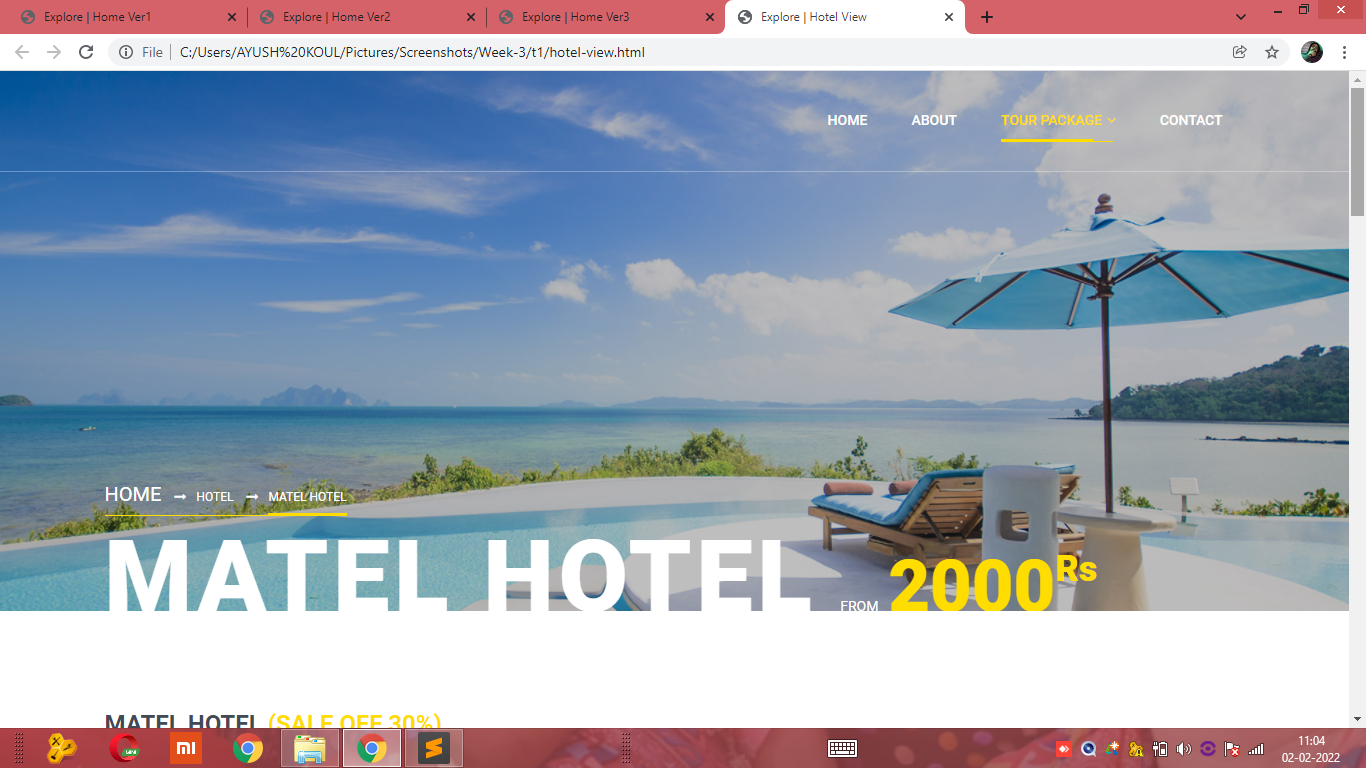 Explore | Home Ver1
Explore | Home Ver2
Explore | Home Ver3
Explore | Hotel View
File
C:/Users/AYUSH%20KOUL/Pictures/Screenshots/Week-3/t1/hotel-view.html
HOME ABOUT TOUR PACKAGE CONTACT
HOME HOTEL MATEL HOTEL
MATEL HOTEL FROM 2000Rs
MATEL HOTEL (SALE OFF 30%)
mi
11:04
02-02-2022